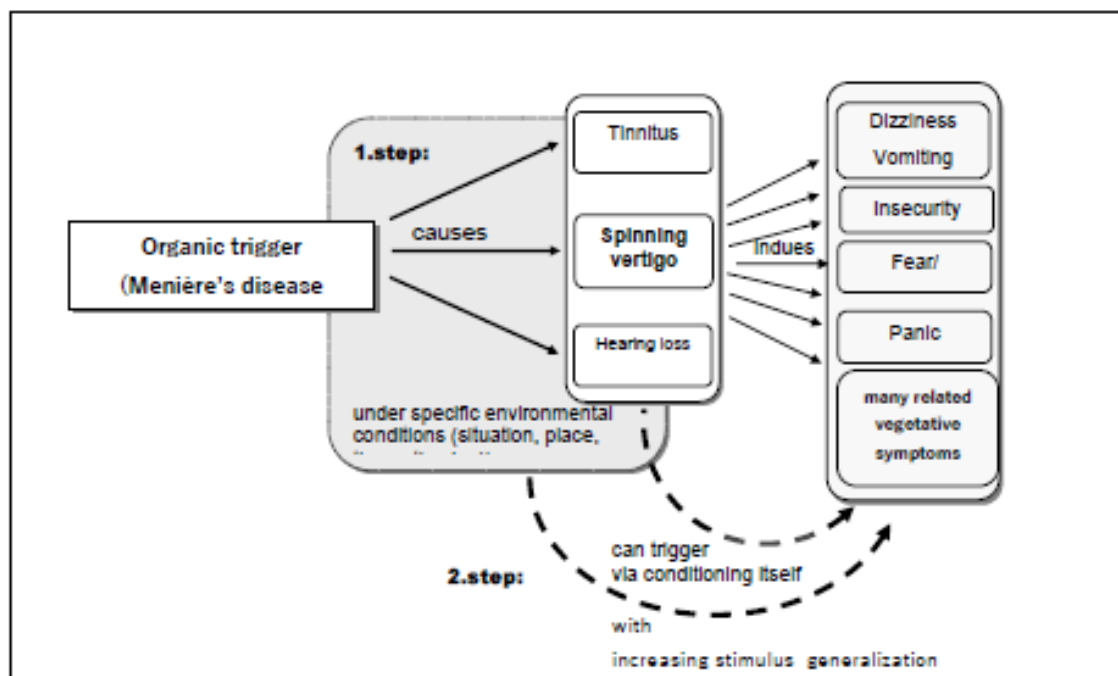 1.step:
Organic trigger
(Menière's disease
causes
Tinnitus
Spinning
vertigo
Hearing loss
under specific environmental
conditions (situation, place,
indues
Dizziness
Vomiting
Insecurity
Fear/
Panic
many related
vegetative
symptoms
2.step:
can trigger
via conditioning itself
with
increasing stimulus generalization